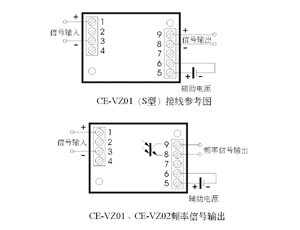 + 1 9 +
信号输入 2 8 信号输出
3 7 -
- 4 6
5 + -
辅助电源
CE-VZ01（S型）接线参考图
+ 1 9 +
信号输入 2 8 频率信号输出
3 7
- 4 6
5 + -
辅助电源
CE-VZ01、CE-VZ02频率信号输出